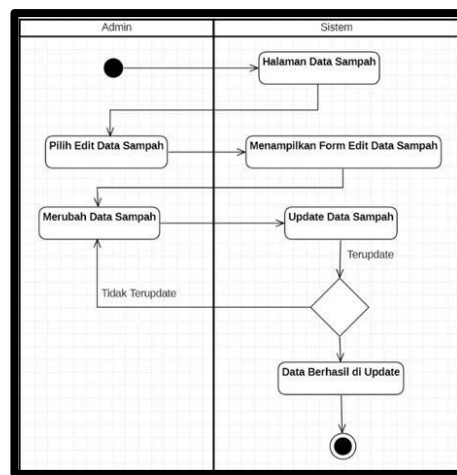 Admin
Sistem
Halaman Data Sampah
Pilih Edit Data Sampah
Menampilkan Form Edit Data Sampah
Merubah Data Sampah
Update Data Sampah
Terupdate
Tidak Terupdate
Data Berhasil di Update